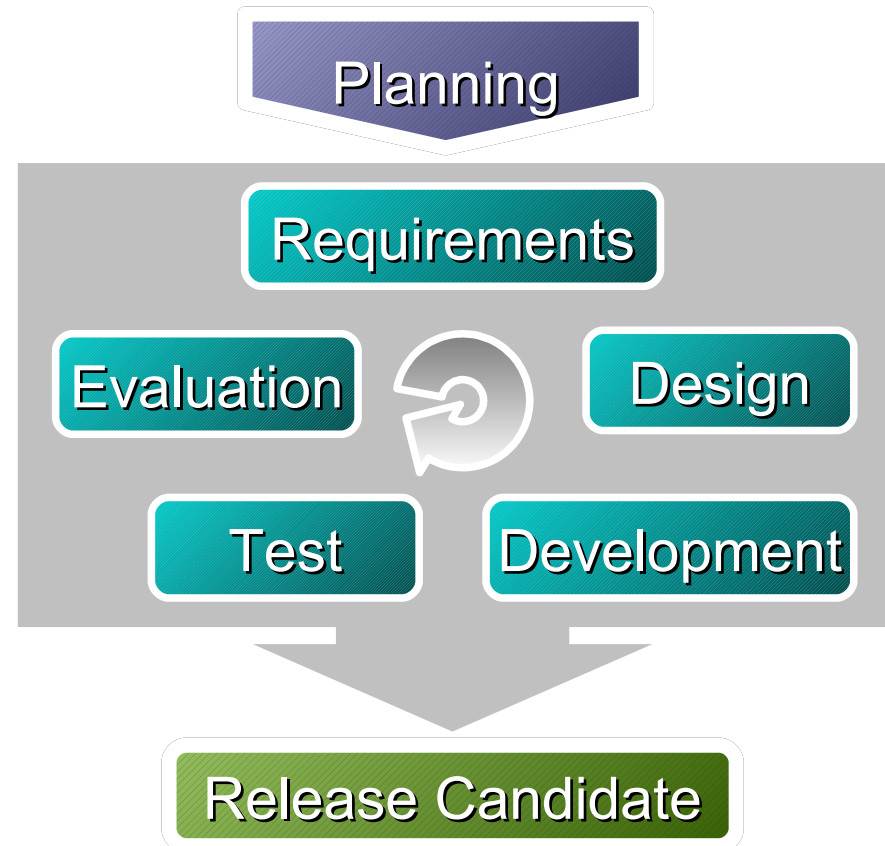 Planning
Requirements
Evaluation
Design
Test
Development
Release Candidate